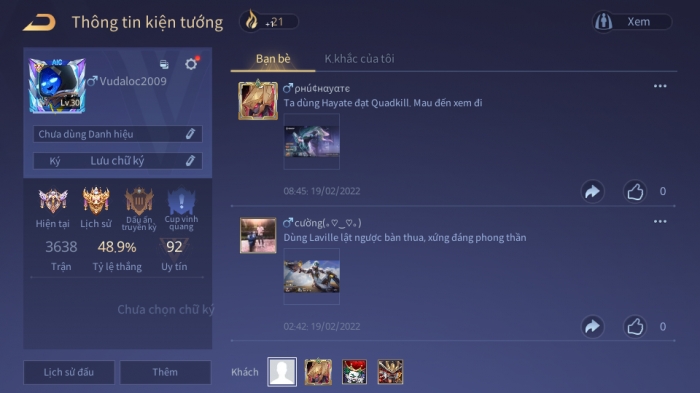 Thông tin kiện tướng
21
Xem
AIC
Lv.30
Vudaloc2009
Chưa dùng Danh hiệu
Ký Lưu chữ ký
Hiện tại
Lịch sử
Dấu ấn truyền kỳ
Cup vinh quang
3638
48,9%
92
Trận
Tỷ lệ thắng
Uy tín
Chưa chọn chữ ký
Lịch sử đấu
Thêm
Bạn bè
K.khắc của tôi
ρнú¢нαуαтє
Ta dùng Hayate đạt Quadkill, Mau đến xem đi
08:45: 19/02/2022
0
cường(｡♡‿♡｡)
Dùng Laville lật ngược bàn thua, xứng đáng phong thần
02:42: 19/02/2022
0
Khách